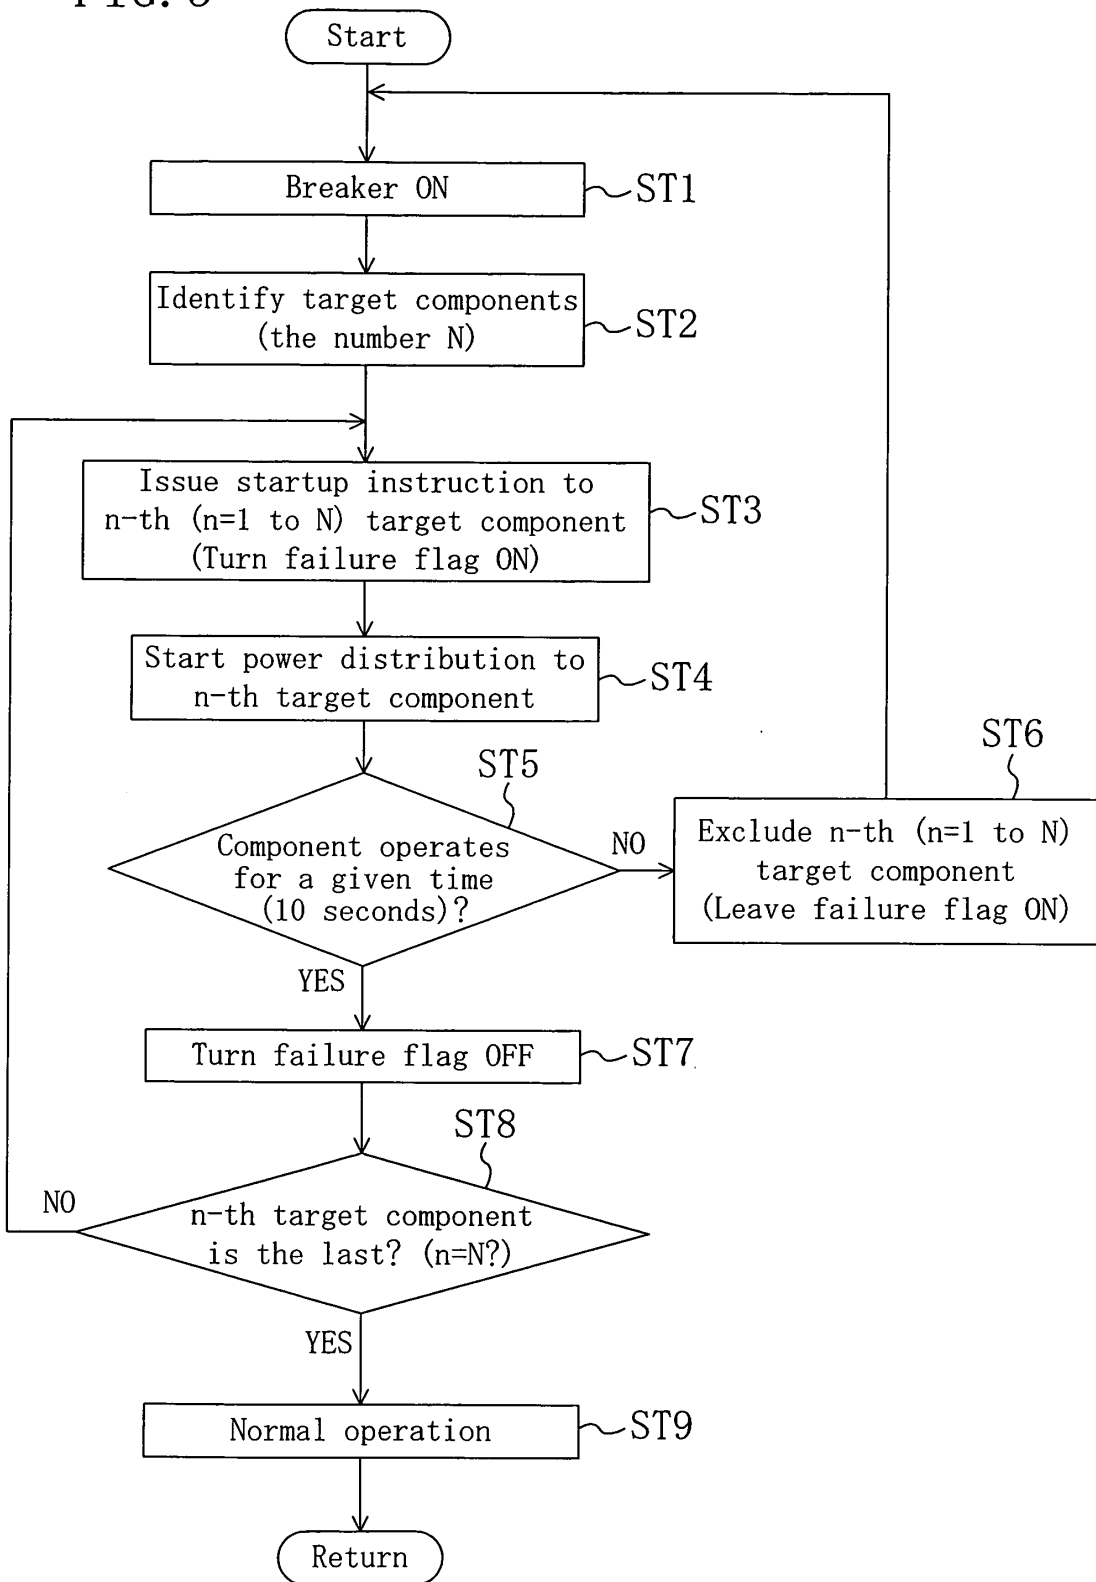 Start
Breaker ON
ST1
Identify target components
(the number N)
ST2
Issue startup instruction to
n-th (n=1 to N) target component
(Turn failure flag ON)
ST3
Start power distribution to
n-th target component
ST4
ST5
Component operates
for a given time
(10 seconds)?
NO
YES
ST6
Exclude n-th (n=1 to N)
target component
(Leave failure flag ON)
Turn failure flag OFF
ST7
ST8
n-th target component
is the last? (n=N?)
NO
YES
Normal operation
ST9
Return